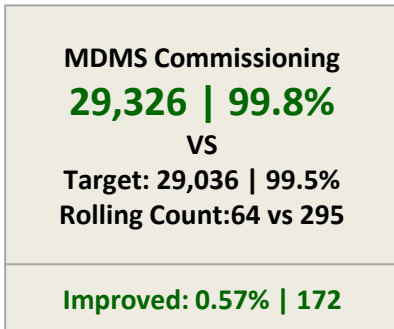 MDMS Commissioning
29,326 | 99.8%
VS
Target: 29,036 | 99.5%
Rolling Count:64 vs 295
Improved: 0.57% | 172